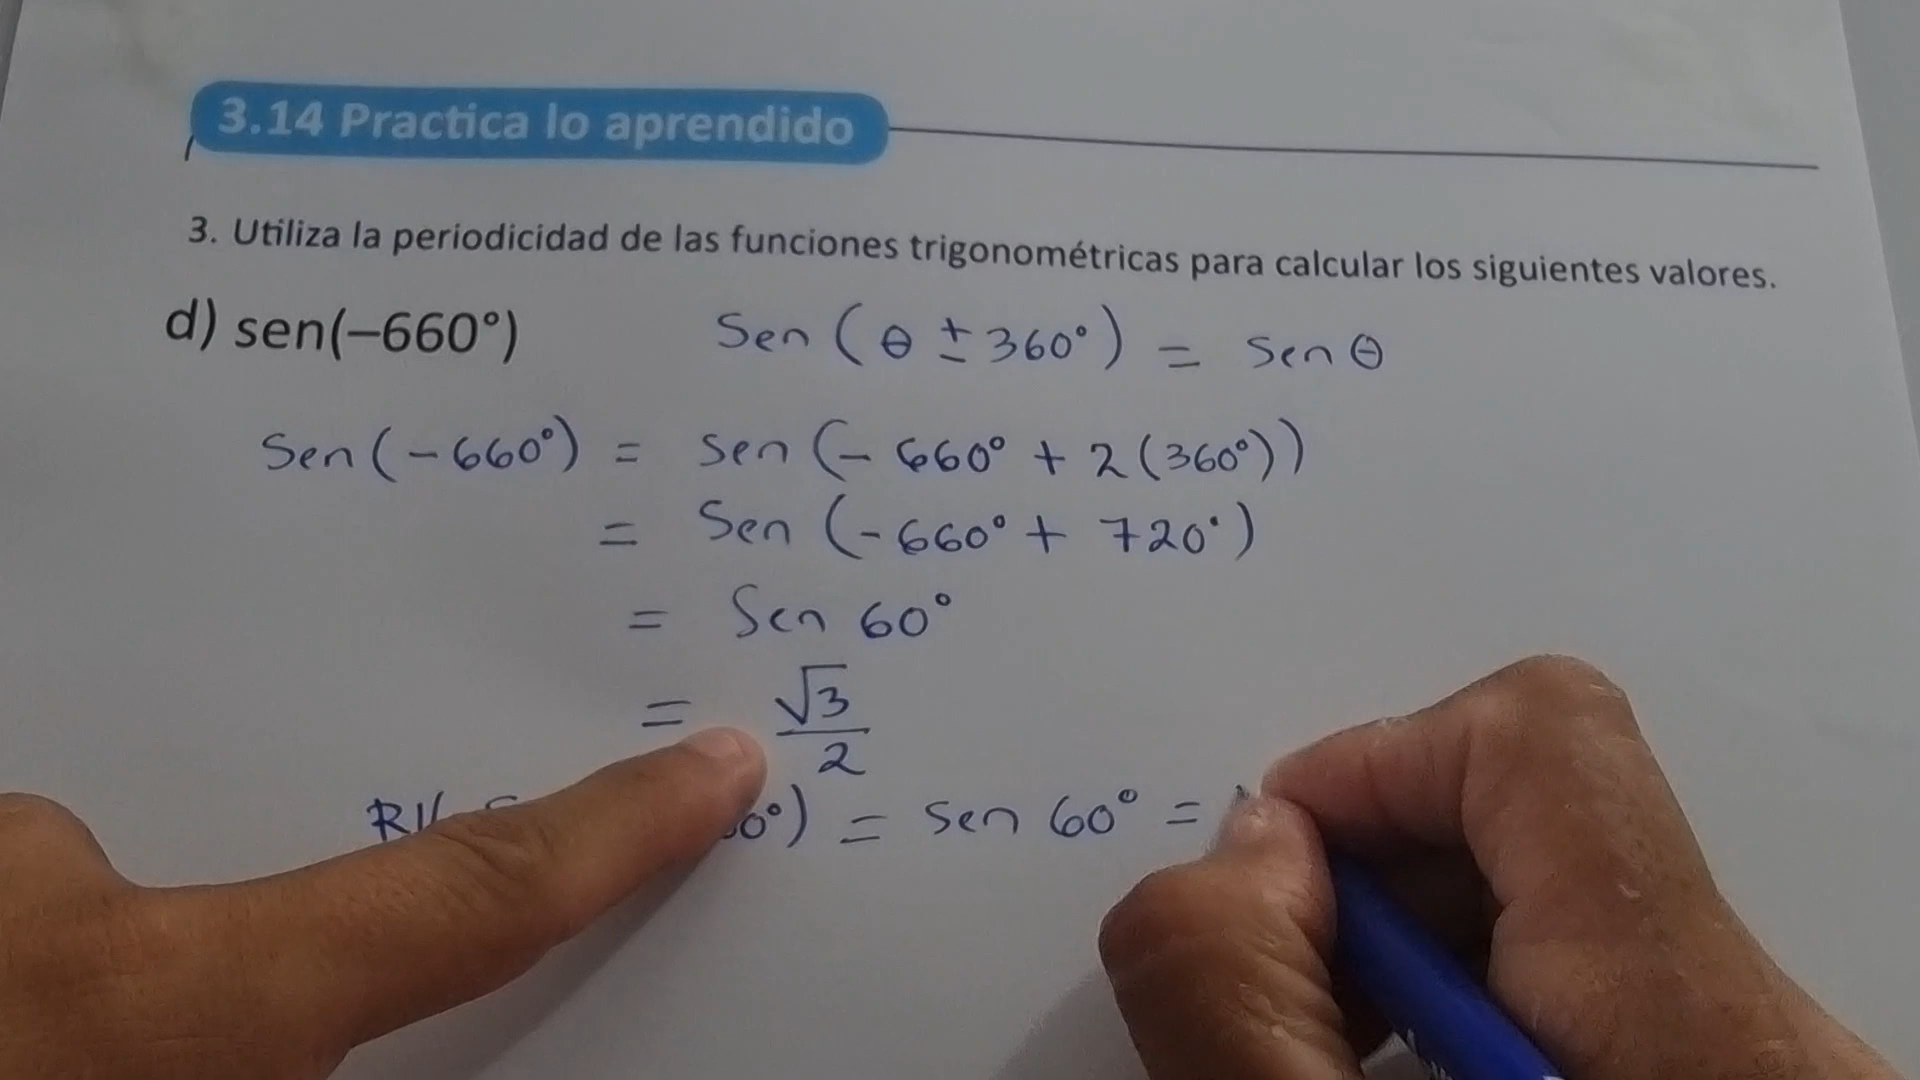 3.14 Practica lo aprendido
3. Utiliza la periodicidad de las funciones trigonométricas para calcular los siguientes valores.
d) sen(–660°) Sen (θ ± 360°) = Sen θ
Sen (-660°) = Sen (- 660° + 2(360°))
= Sen (-660° + 720°)
= Sen 60°
= √3/2
R// 0°) = Sen 60° =